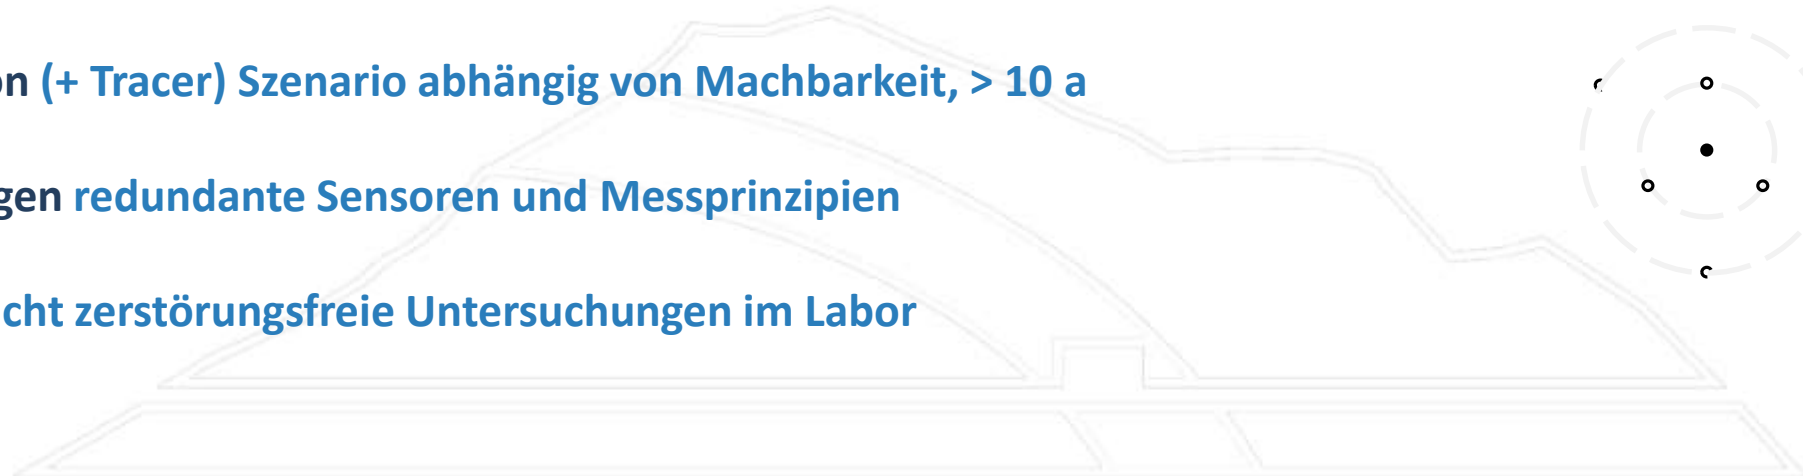 on (+ Tracer) Szenario abhängig von Machbarkeit, > 10 a
gen redundante Sensoren und Messprinzipien
cht zerstörungsfreie Untersuchungen im Labor